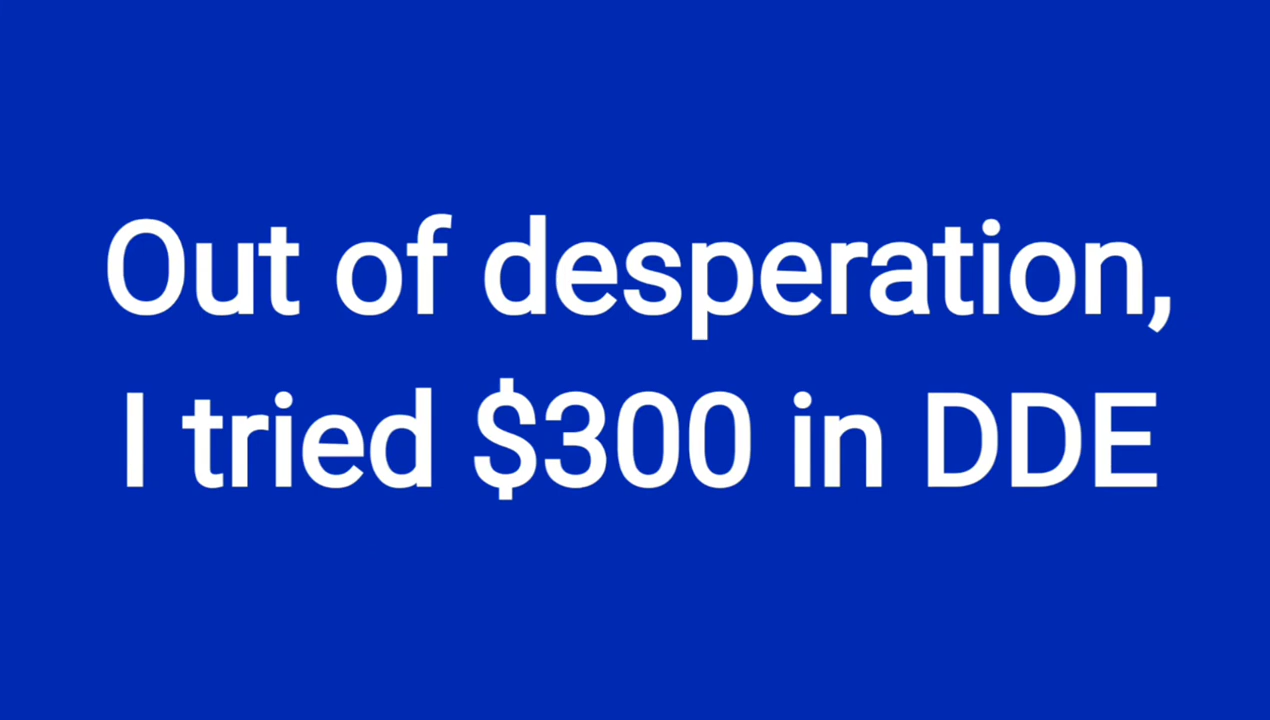 Out of desperation,
I tried $300 in DDE